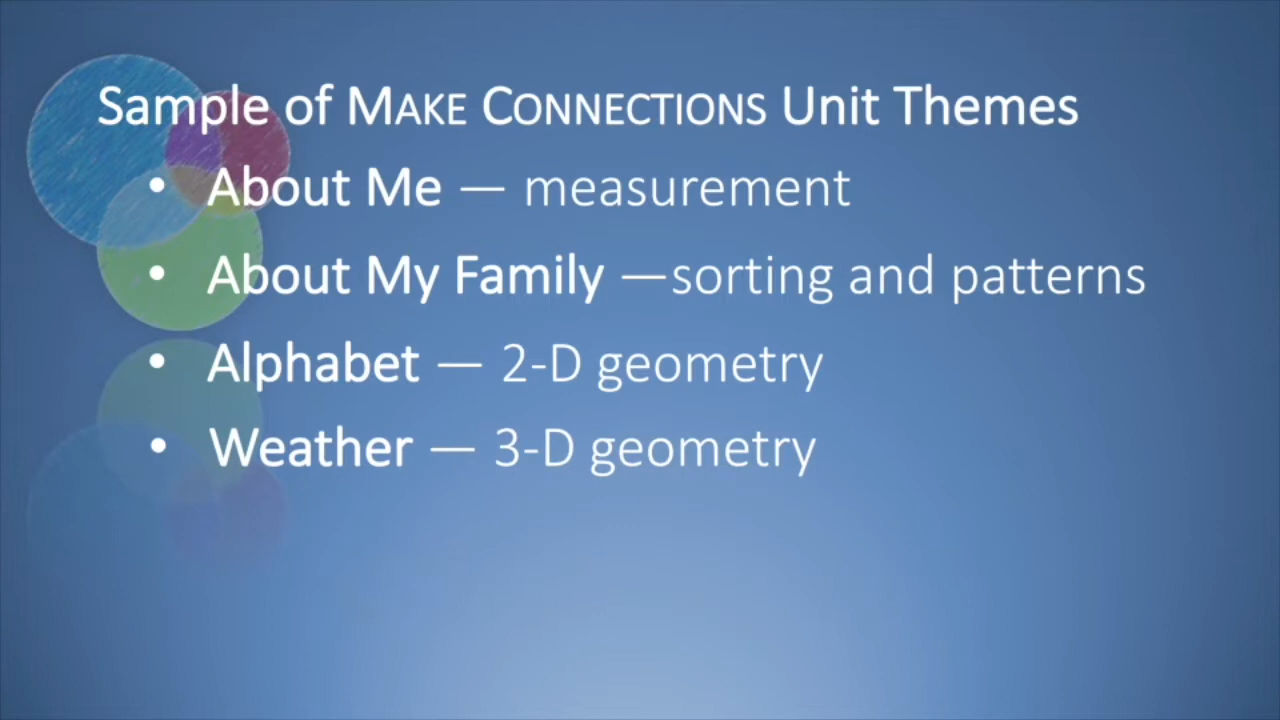 Sample of MAKE CONNECTIONS Unit Themes
• About Me — measurement
• About My Family —sorting and patterns
• Alphabet — 2-D geometry
• Weather — 3-D geometry